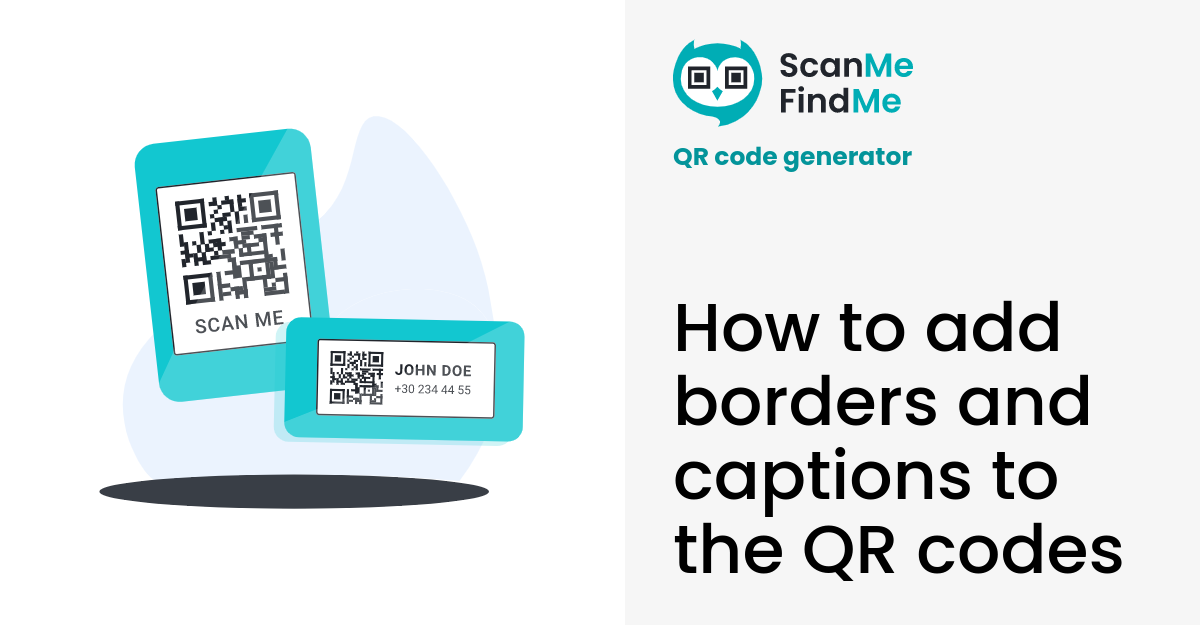 SCAN ME
JOHN DOE
+30 234 44 55
ScanMe
FindMe
QR code generator
How to add
borders and
captions to
the QR codes